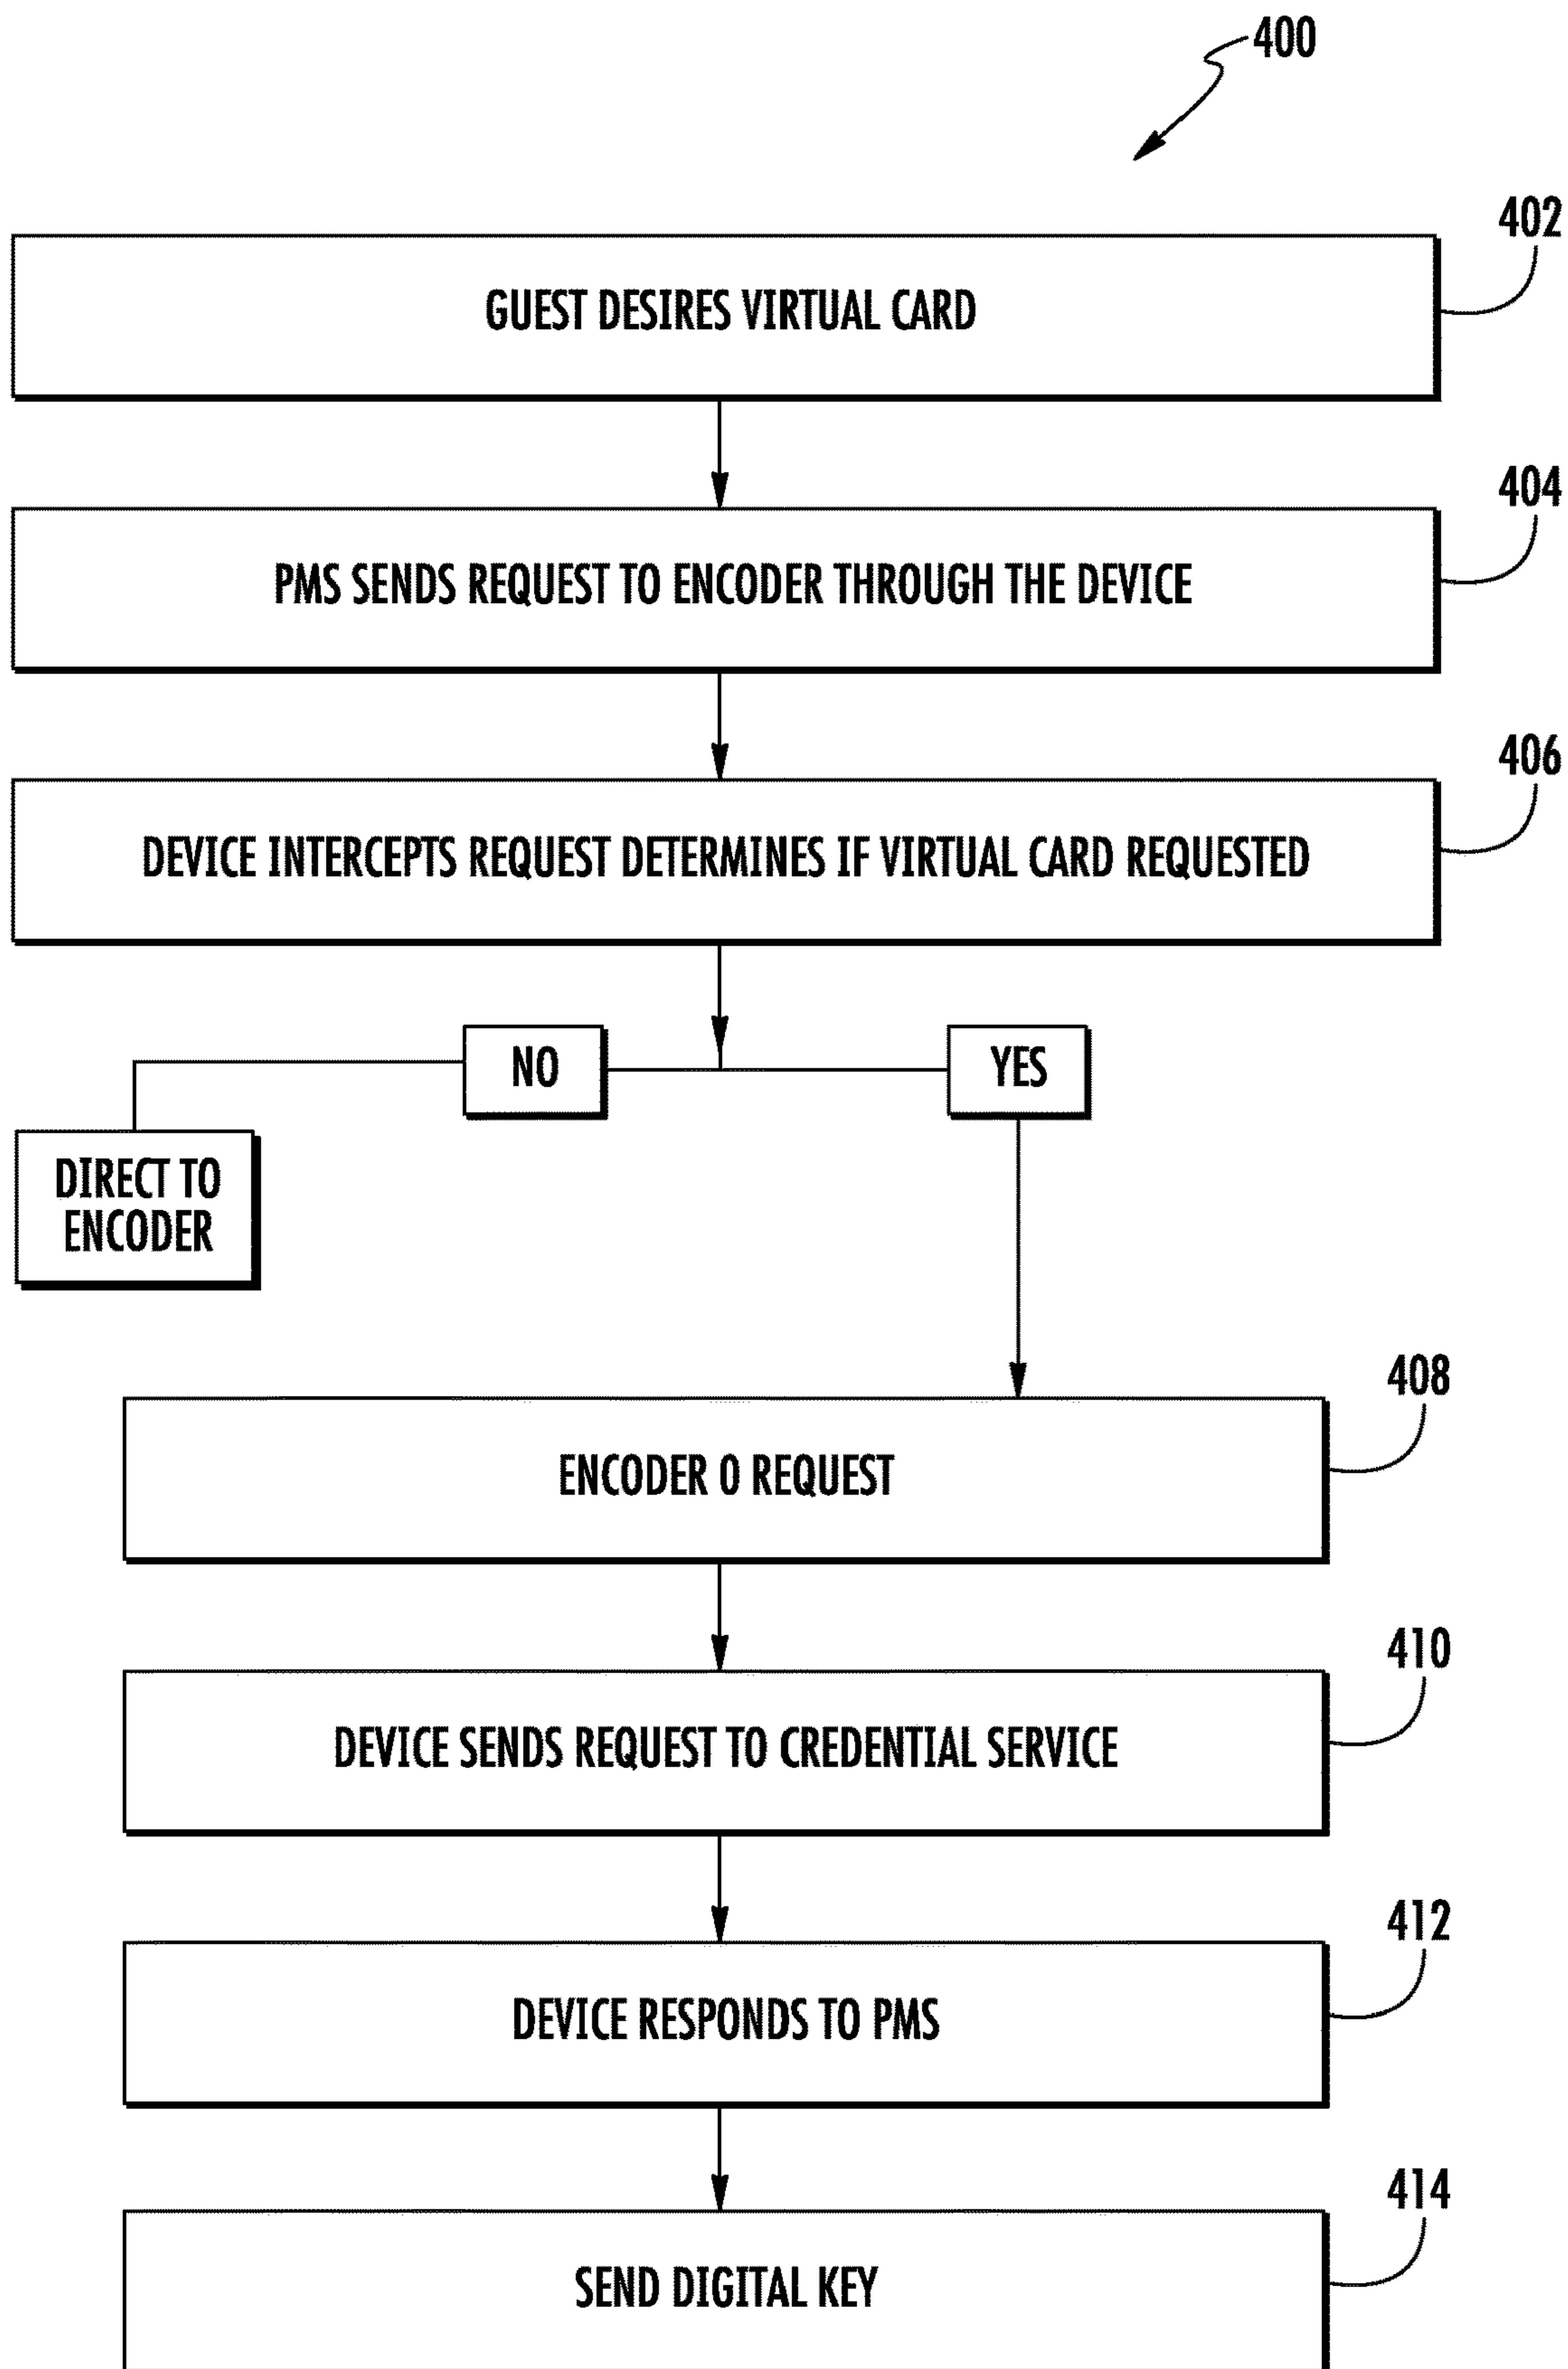 400
402
GUEST DESIRES VIRTUAL CARD
404
PMS SENDS REQUEST TO ENCODER THROUGH THE DEVICE
406
DEVICE INTERCEPTS REQUEST DETERMINES IF VIRTUAL CARD REQUESTED
NO
YES
DIRECT TO
ENCODER
408
ENCODER 0 REQUEST
410
DEVICE SENDS REQUEST TO CREDENTIAL SERVICE
412
DEVICE RESPONDS TO PMS
414
SEND DIGITAL KEY